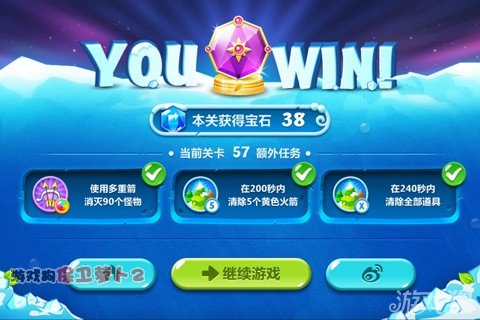 YOU WIN!
本关获得宝石 38
当前关卡 57 额外任务
使用多重箭
消灭90个怪物
在200秒内
清除5个黄色火箭
5
在240秒内
清除全部道具
X
游戏狗保卫萝卜2
继续游戏